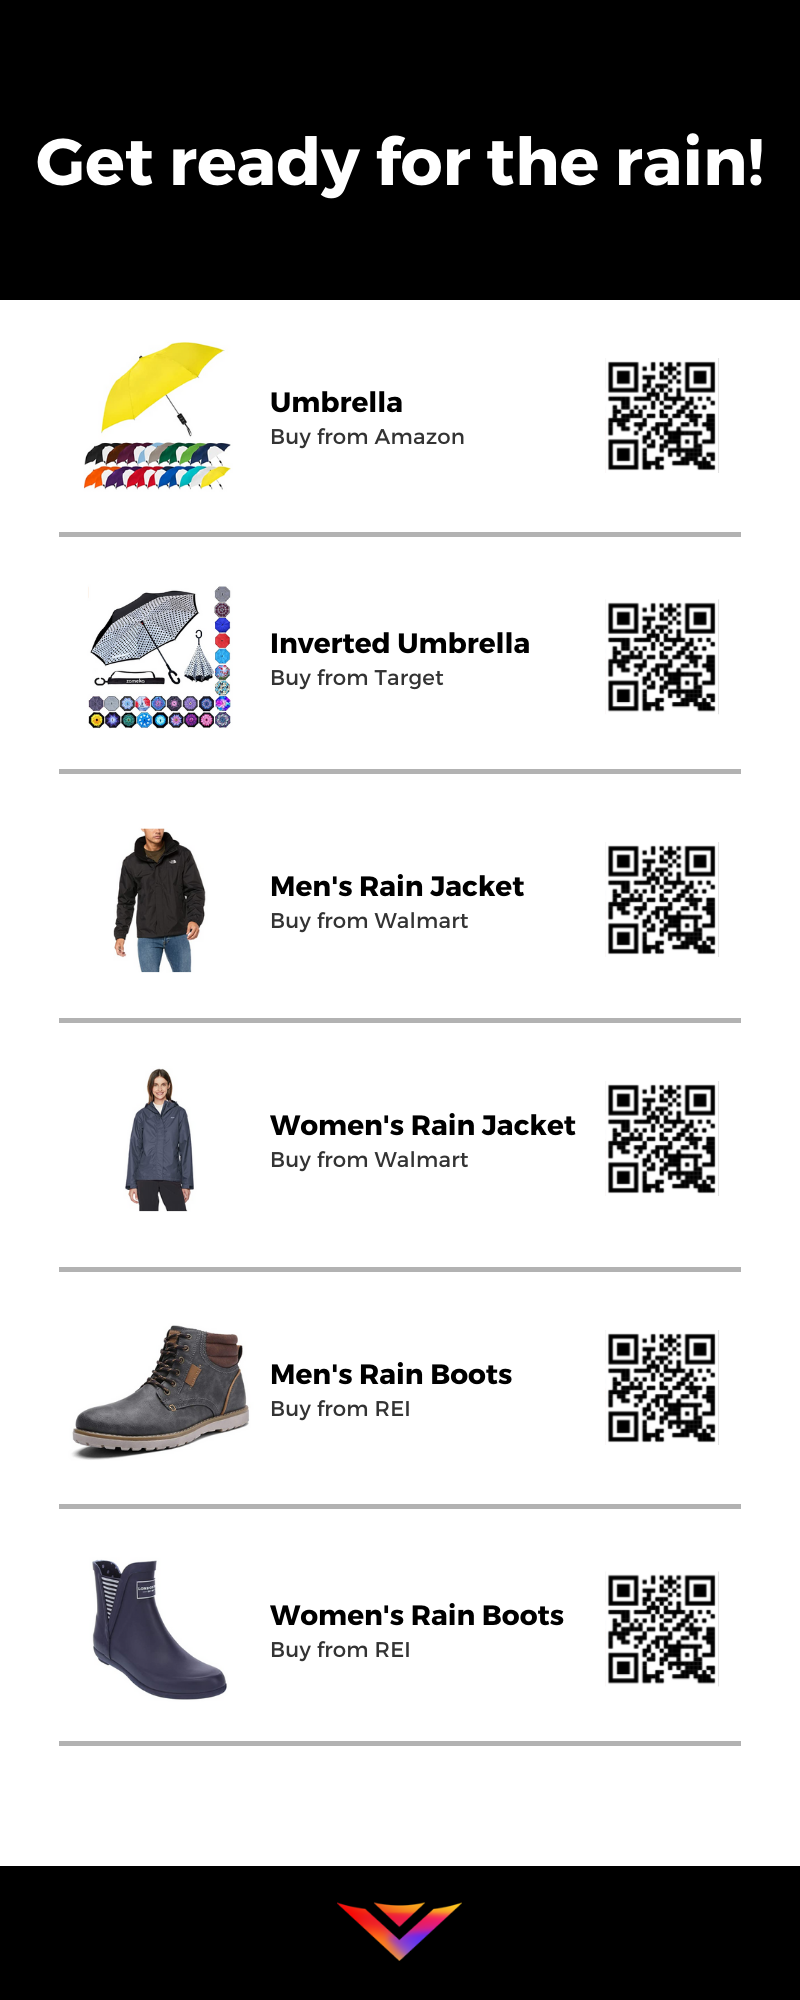 Get ready for the rain!
Umbrella
Buy from Amazon
Inverted Umbrella
Buy from Target
zomake
Men's Rain Jacket
Buy from Walmart
Women's Rain Jacket
Buy from Walmart
Men's Rain Boots
Buy from REI
Women's Rain Boots
Buy from REI